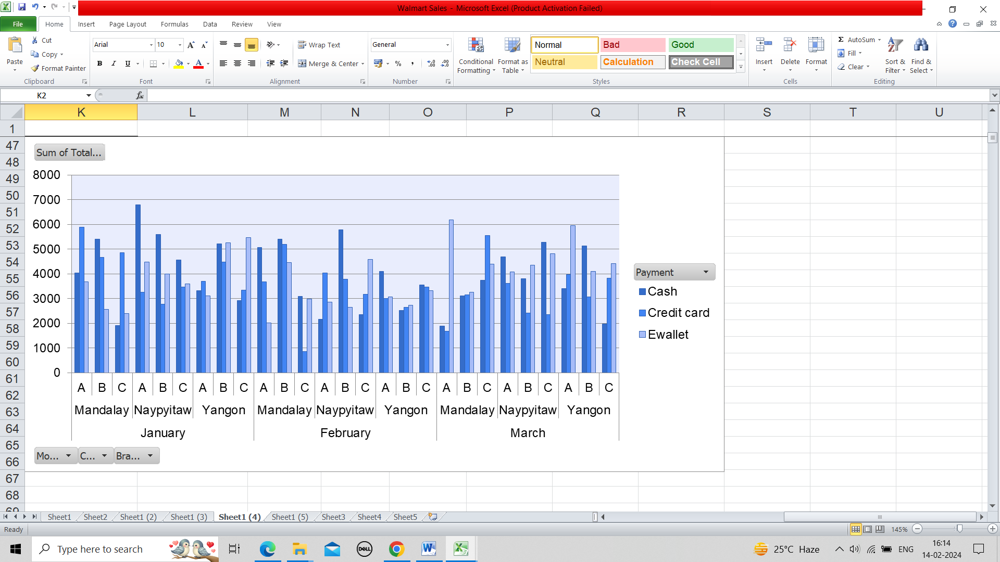 Walmart Sales - Microsoft Excel (Product Activation Failed)
File Home Insert Page Layout Formulas Data Review View
Paste
Cut
Copy
Format Painter
Clipboard
Arial 10
B I U
Font
Wrap Text
Merge & Center
Alignment
General
%
Number
Conditional Formatting
Format as Table
Normal Bad Good
Neutral Calculation Check Cell
Styles
Insert Delete Format
Cells
Σ AutoSum
Fill
Clear
Sort & Filter
Find & Select
Editing
K2 fx
K L M N O P Q R S T U
1
47
48
49
50
51
52
53
54
55
56
57
58
59
60
61
62
63
64
65
66
67
68
69
Sum of Total...
8000
7000
6000
5000
4000
3000
2000
1000
0
A B C A B C A B C A B C A B C A B C A B C A B C A B C
Mandalay Naypyitaw Yangon Mandalay Naypyitaw Yangon Mandalay Naypyitaw Yangon
January February March
Payment
Cash
Credit card
Ewallet
Mo... C... Bra...
Sheet1 Sheet2 Sheet1 (2) Sheet1 (3) Sheet1 (4) Sheet1 (5) Sheet3 Sheet4 Sheet5
Ready 145%
Type here to search
DELL
25°C Haze
ENG
16:14
14-02-2024